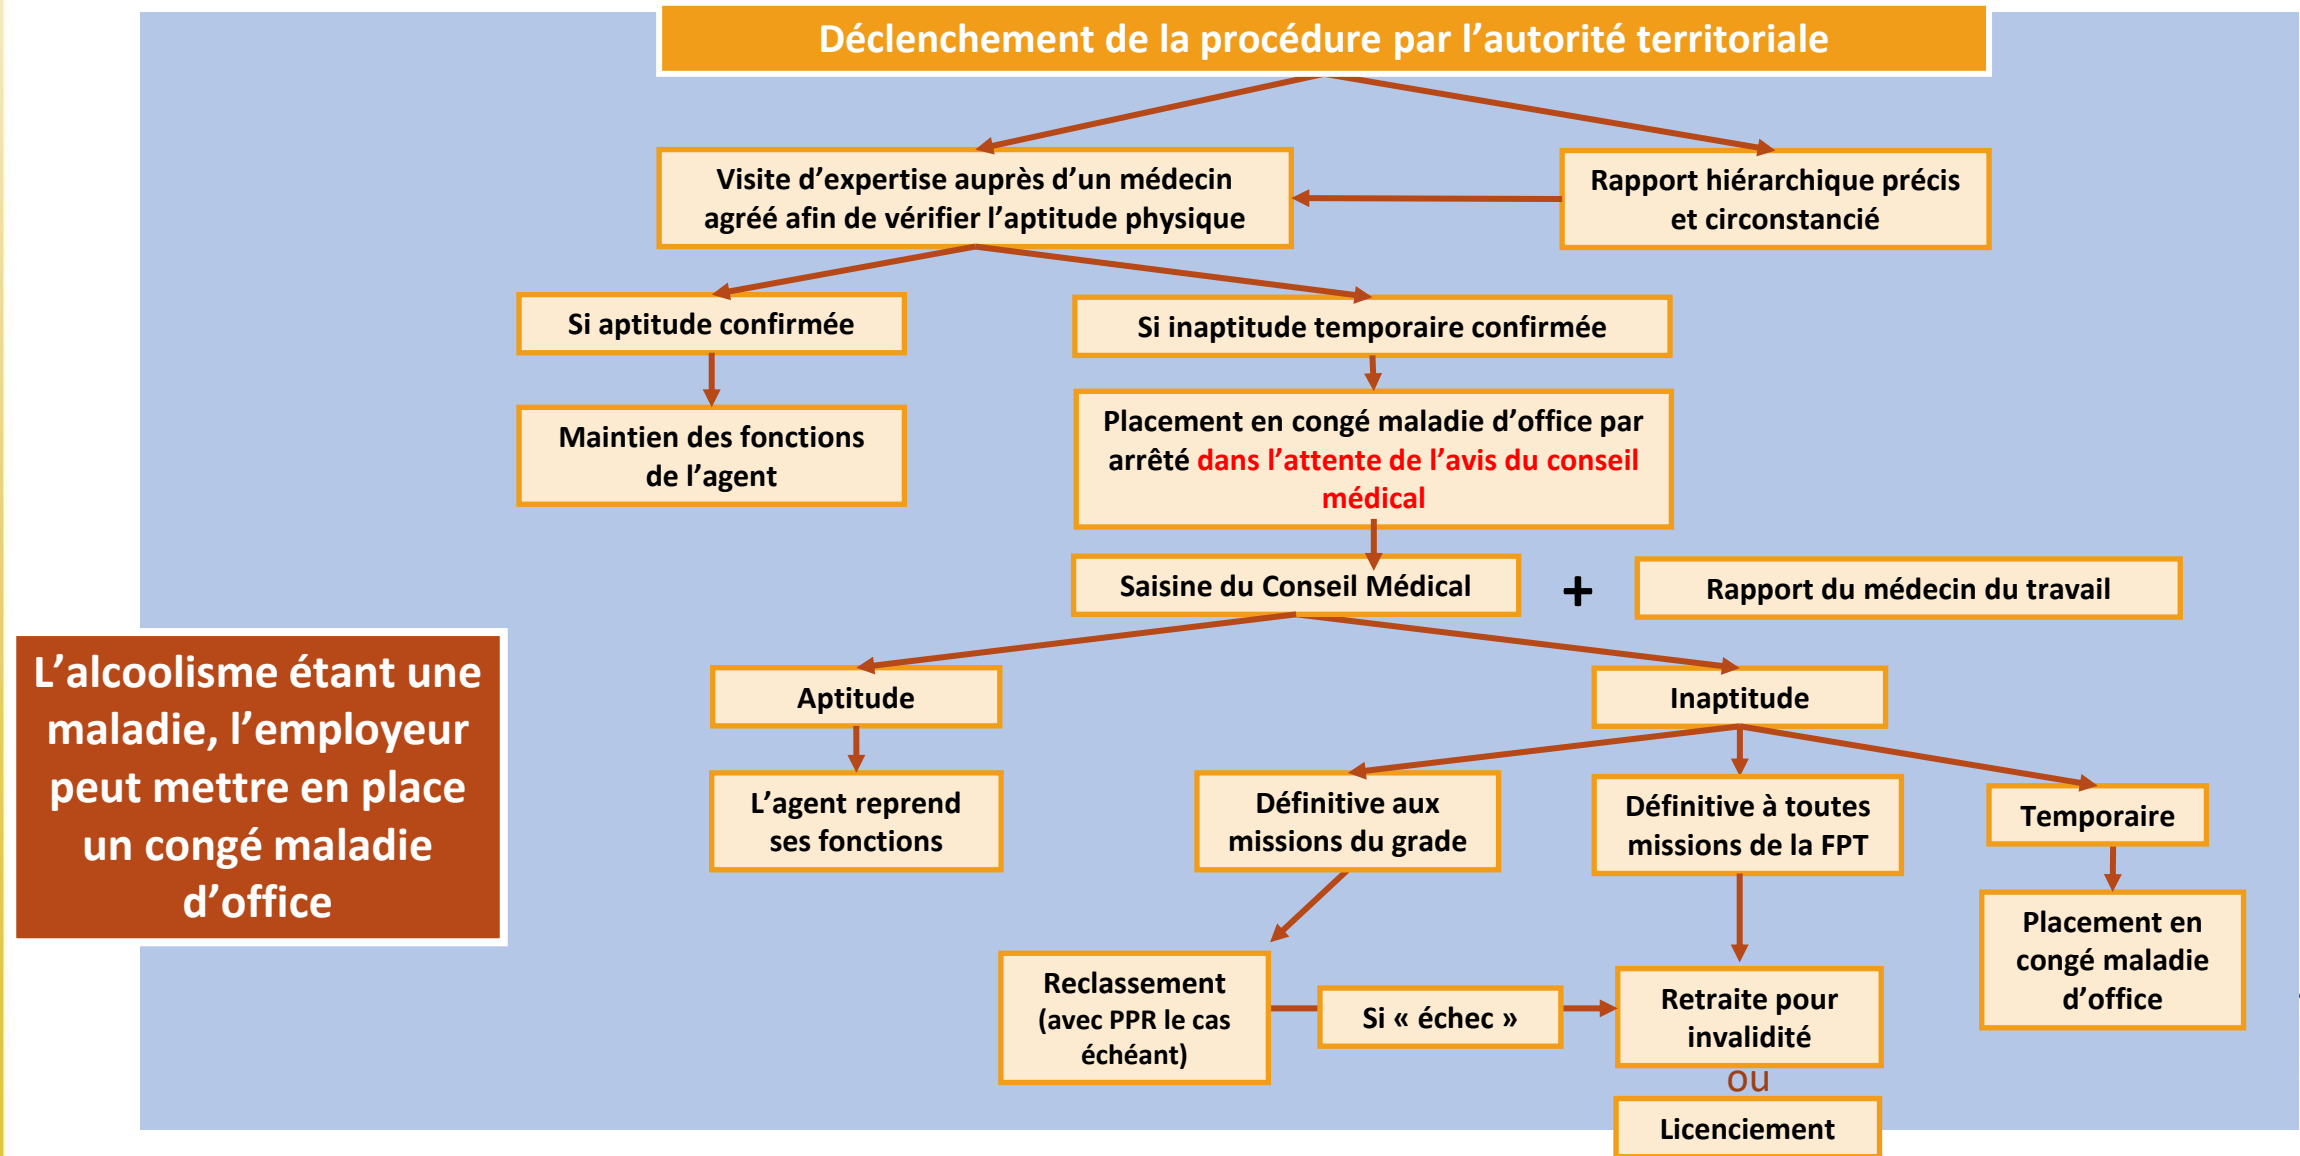 Déclenchement de la procédure par l’autorité territoriale
Visite d’expertise auprès d’un médecin
agréé afin de vérifier l’aptitude physique
Rapport hiérarchique précis
et circonstancié
Si aptitude confirmée
Si inaptitude temporaire confirmée
Maintien des fonctions
de l’agent
Placement en congé maladie d’office par
arrêté dans l’attente de l’avis du conseil
médical
Saisine du Conseil Médical
+
Rapport du médecin du travail
L’alcoolisme étant une
maladie, l’employeur
peut mettre en place
un congé maladie
d’office
Aptitude
Inaptitude
L’agent reprend
ses fonctions
Définitive aux
missions du grade
Définitive à toutes
missions de la FPT
Temporaire
Reclassement
(avec PPR le cas
échéant)
Si « échec »
Retraite pour
invalidité
ou
Licenciement
Placement en
congé maladie
d’office